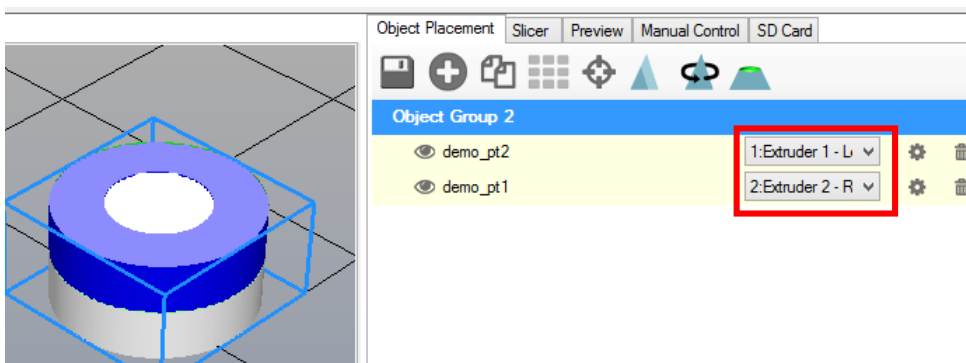 Object Placement Slicer Preview Manual Control SD Card
Object Group 2
demo_pt2 1:Extruder 1 - L
demo_pt1 2:Extruder 2 - R